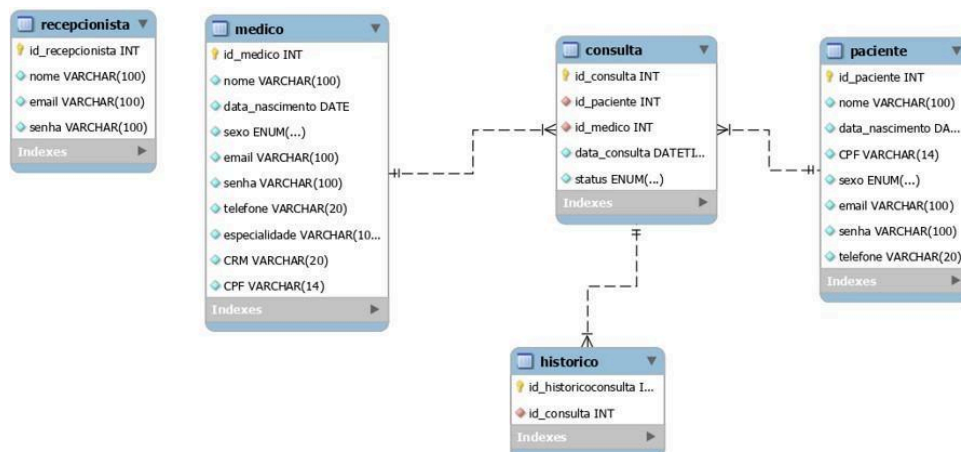 recepcionista
id_recepcionista INT
nome VARCHAR(100)
email VARCHAR(100)
senha VARCHAR(100)
Indexes
medico
id_medico INT
nome VARCHAR(100)
data_nascimento DATE
sexo ENUM(...)
email VARCHAR(100)
senha VARCHAR(100)
telefone VARCHAR(20)
especialidade VARCHAR(10...
CRM VARCHAR(20)
CPF VARCHAR(14)
Indexes
consulta
id_consulta INT
id_paciente INT
id_medico INT
data_consulta DATETI...
status ENUM(...)
Indexes
paciente
id_paciente INT
nome VARCHAR(100)
data_nascimento DA...
CPF VARCHAR(14)
sexo ENUM(...)
email VARCHAR(100)
senha VARCHAR(100)
telefone VARCHAR(20)
Indexes
historico
id_historicoconsulta I...
id_consulta INT
Indexes